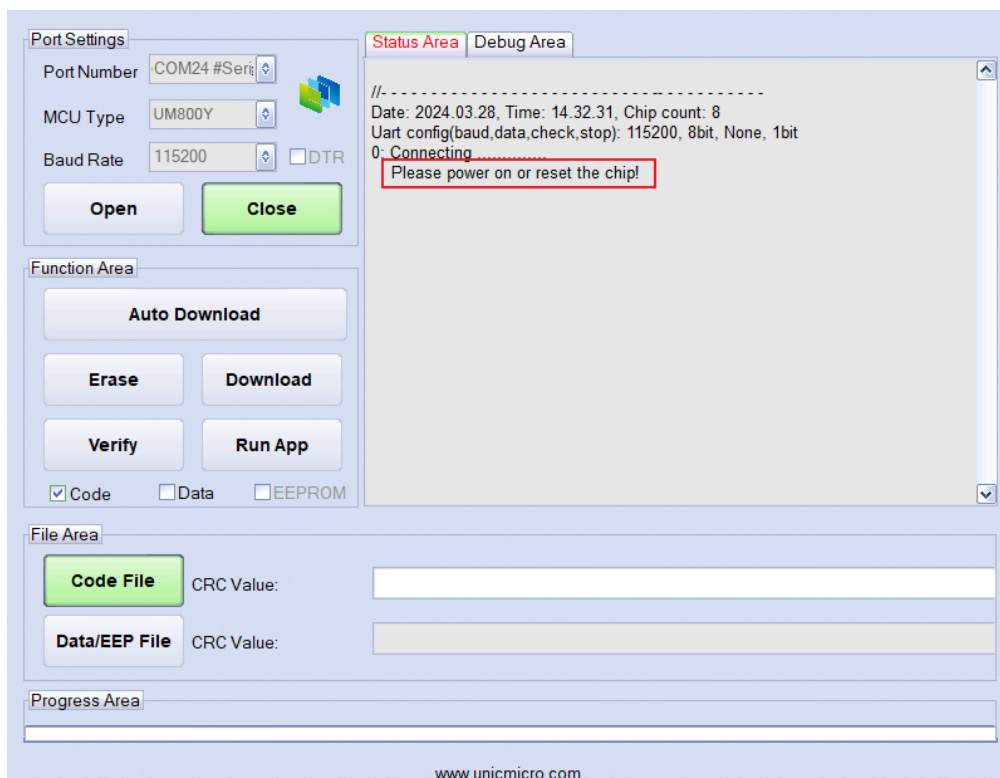 Port Settings
Port Number COM24 #Seri
MCU Type UM800Y
Baud Rate 115200 DTR
Open Close
Function Area
Auto Download
Erase Download
Verify Run App
Code Data EEPROM
Status Area Debug Area
//- - - - - - - - - - - - - - - - - - - - - - - - - - - - - - - - - - -
Date: 2024.03.28, Time: 14.32.31, Chip count: 8
Uart config(baud,data,check,stop): 115200, 8bit, None, 1bit
0: Connecting ..............
Please power on or reset the chip!
File Area
Code File CRC Value:
Data/EEP File CRC Value:
Progress Area
www.unicmicro.com